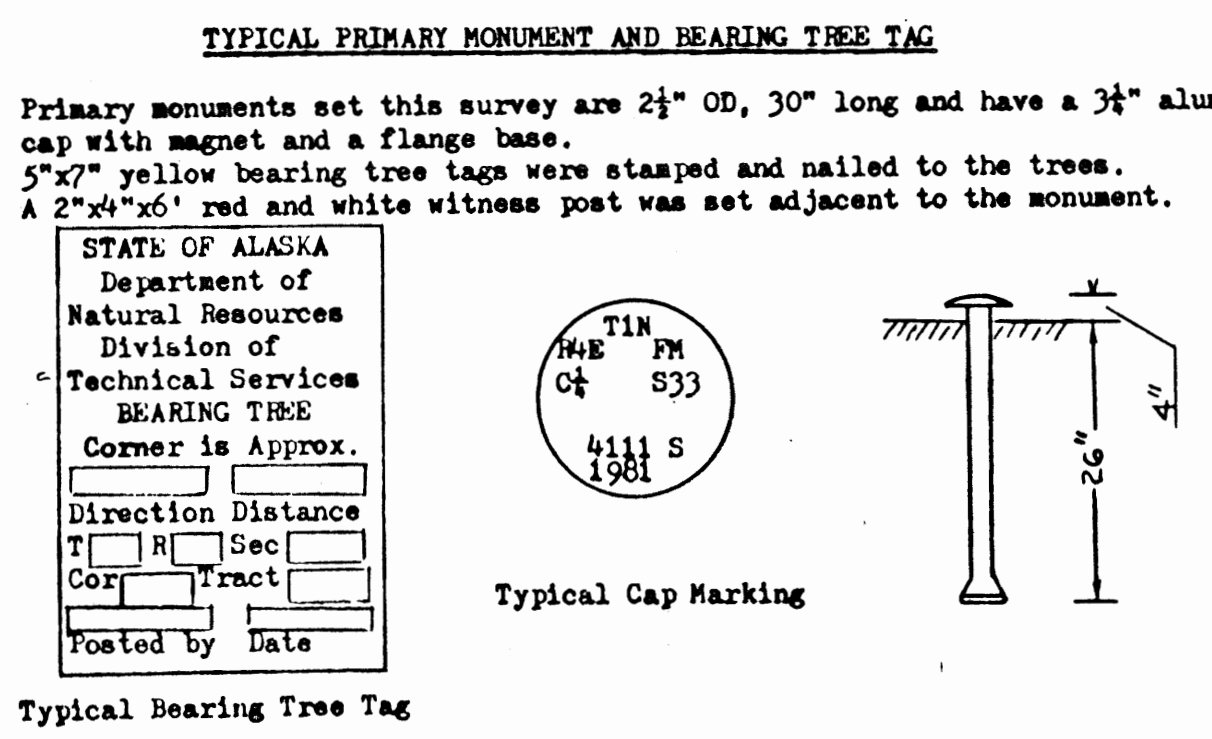 TYPICAL PRIMARY MONUMENT AND BEARING TREE TAG
Primary monuments set this survey are 2½" OD, 30" long and have a 3¼" alu
cap with magnet and a flange base.
5"x7" yellow bearing tree tags were stamped and nailed to the trees.
A 2"x4"x6' red and white witness post was set adjacent to the monument.
STATE OF ALASKA
Department of
Natural Resources
Division of
Technical Services
BEARING TREE
Corner is Approx.
Direction Distance
T R Sec
Cor Tract
Posted by Date
Typical Bearing Tree Tag
T1N
R4E FM
C¼ S33
4111 S
1981
Typical Cap Marking
4"
26"